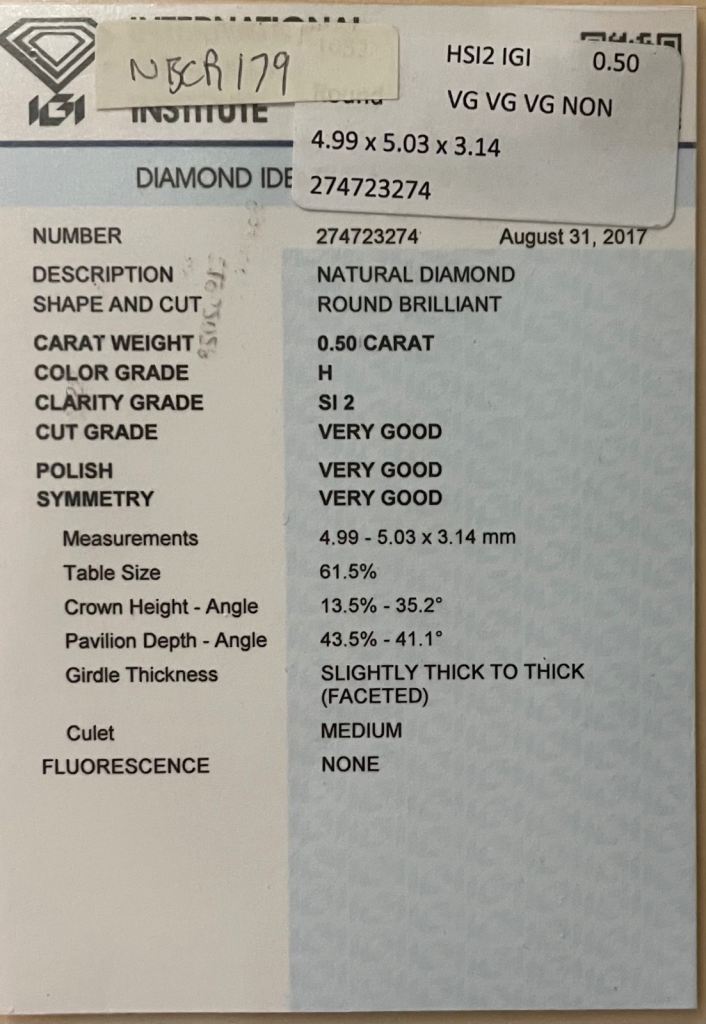 INTERNATIONAL
NBCR179
IGI
INSTITUTE
Round
HSI2 IGI 0.50
VG VG VG NON
4.99 x 5.03 x 3.14
274723274
DIAMOND IDE
NUMBER 274723274 August 31, 2017
DESCRIPTION NATURAL DIAMOND
SHAPE AND CUT ROUND BRILLIANT
CARAT WEIGHT 0.50 CARAT
COLOR GRADE H
CLARITY GRADE SI 2
CUT GRADE VERY GOOD
POLISH VERY GOOD
SYMMETRY VERY GOOD
Measurements 4.99 - 5.03 x 3.14 mm
Table Size 61.5%
Crown Height - Angle 13.5% - 35.2°
Pavilion Depth - Angle 43.5% - 41.1°
Girdle Thickness SLIGHTLY THICK TO THICK
(FACETED)
Culet MEDIUM
FLUORESCENCE NONE